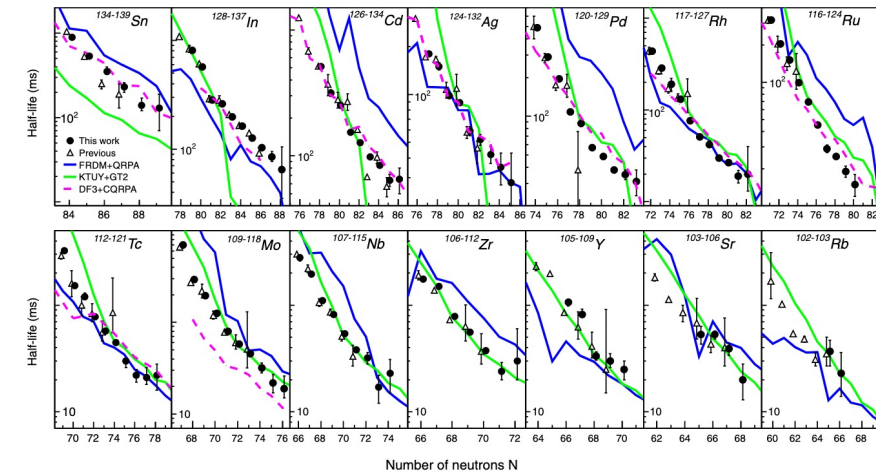 134-139Sn 128-137In 126-134Cd 124-132Ag 120-129Pd 117-127Rh 116-124Ru
Half-life (ms)
10²
10²
10²
10²
10²
10²
10²
This work
Previous
FRDM+QRPA
KTUY+GT2
DF3+CQRPA
84 86 88 78 80 82 84 86 88 76 78 80 82 84 86 76 78 80 82 84 86 74 76 78 80 82 72 74 76 78 80 82 72 74 76 78 80 82
112-121Tc 109-118Mo 107-115Nb 106-112Zr 105-109Y 103-106Sr 102-103Rb
Half-life (ms)
10
10
10
10
10
10
10
70 72 74 76 78 68 70 72 74 76 66 68 70 72 74 66 68 70 72 64 66 68 70 62 64 66 68 62 64 66 68
Number of neutrons N